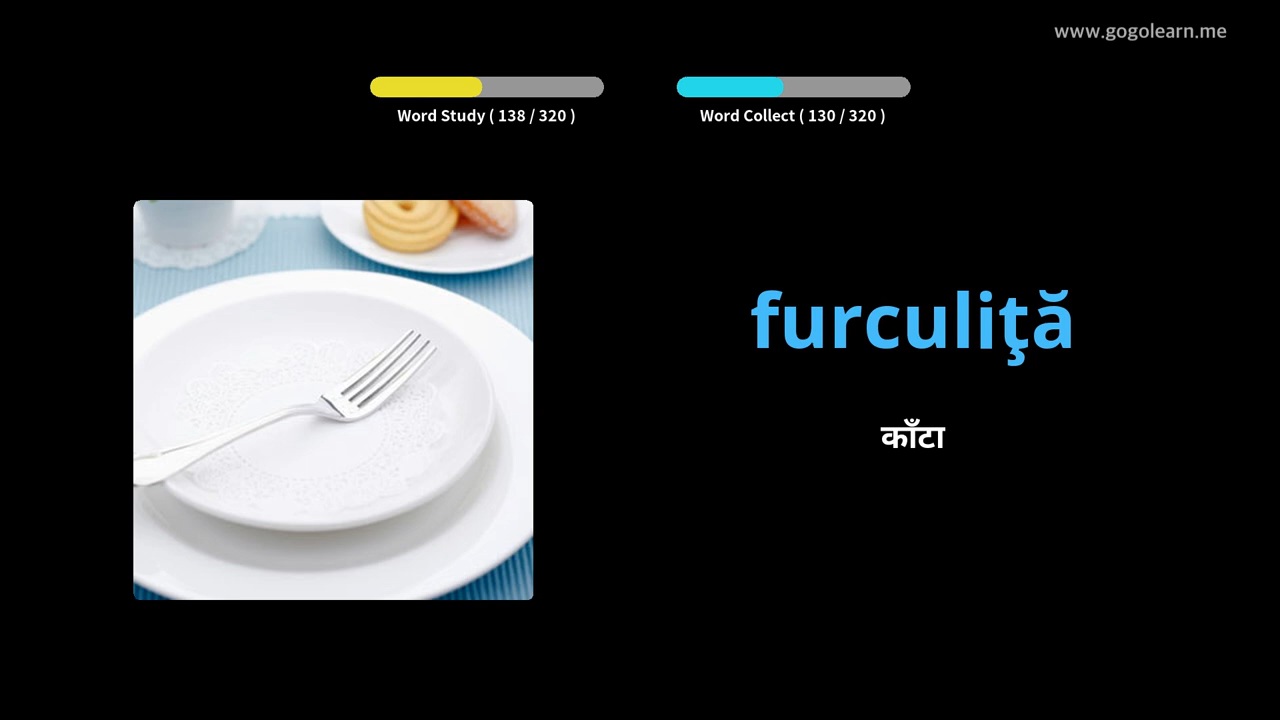 www.gogolearn.me
Word Study ( 138 / 320 )
Word Collect ( 130 / 320 )
furculiţă
काँटा